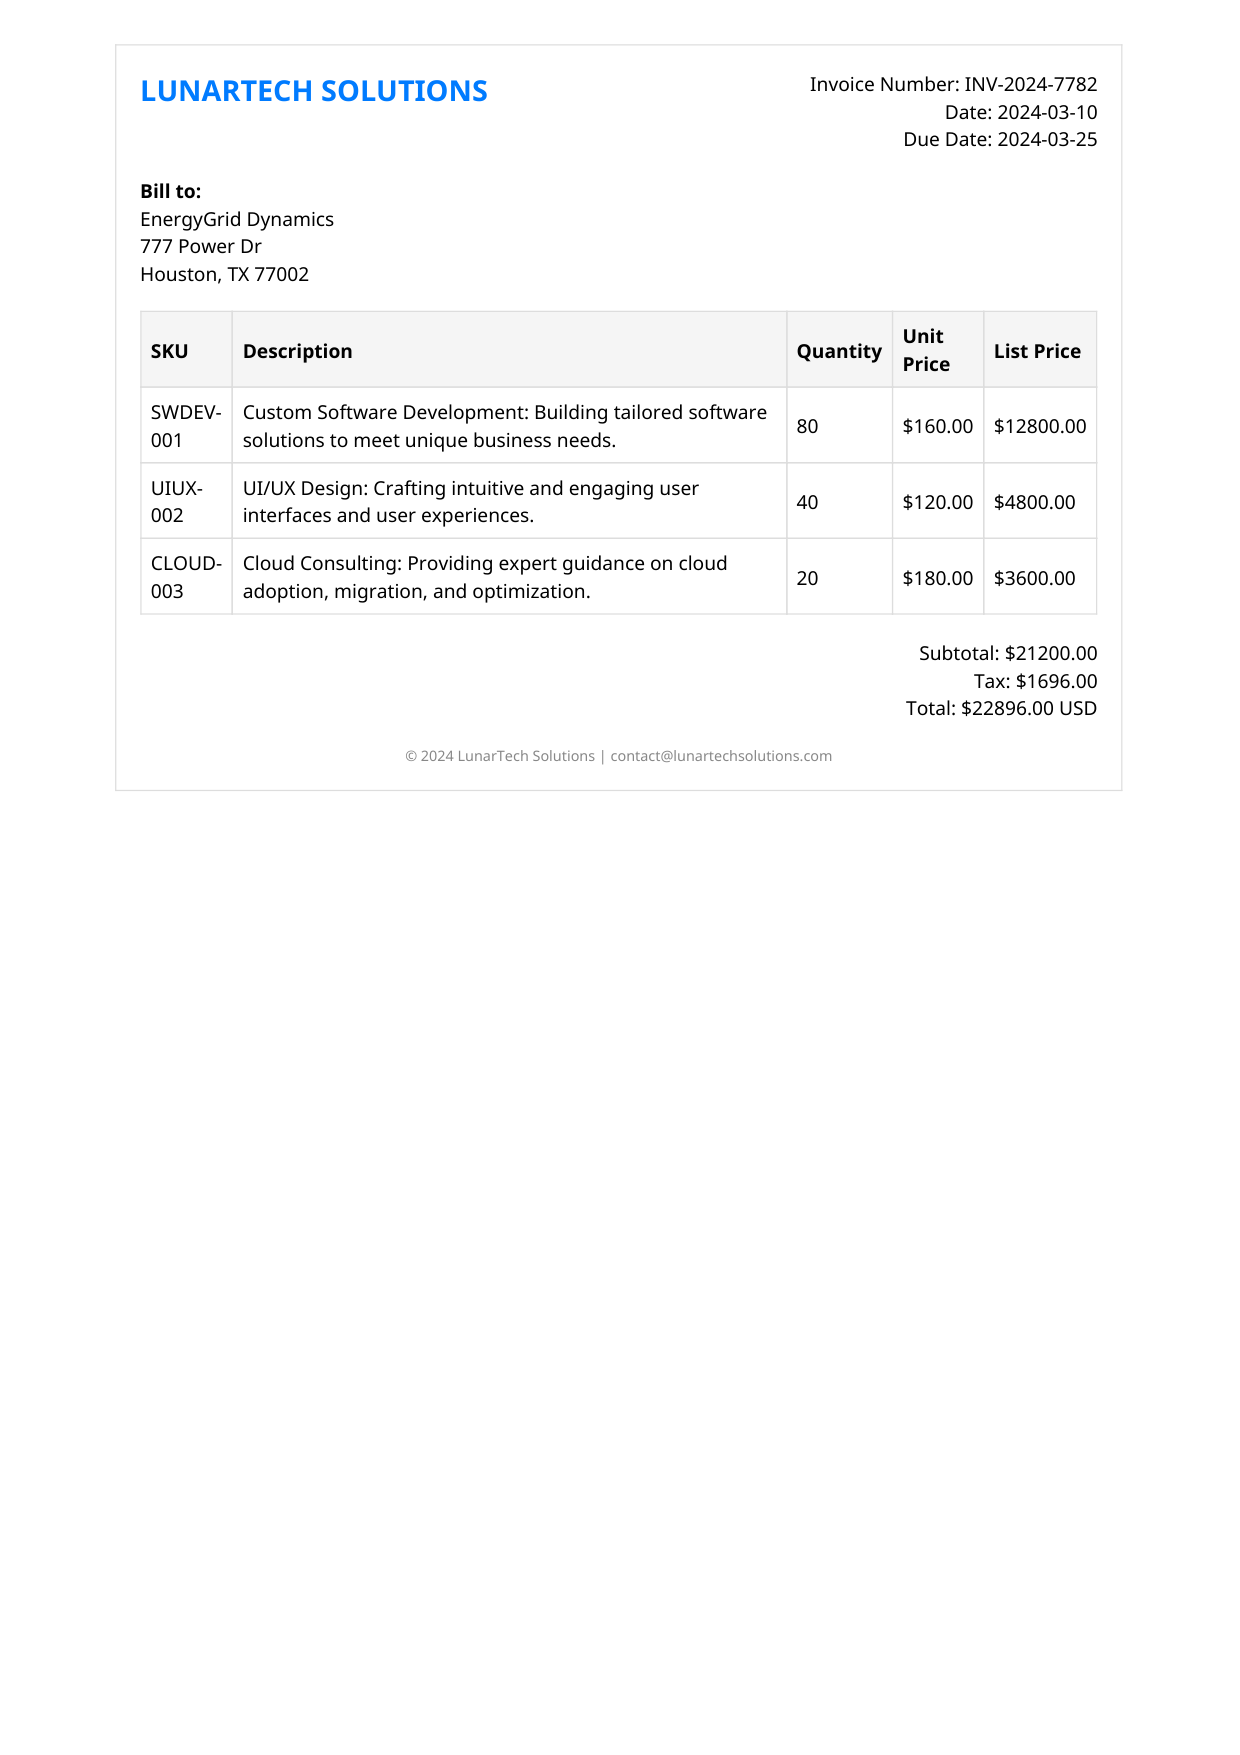 LUNARTECH SOLUTIONS
Invoice Number: INV-2024-7782
Date: 2024-03-10
Due Date: 2024-03-25
Bill to:
EnergyGrid Dynamics
777 Power Dr
Houston, TX 77002
SKU Description Quantity Unit Price List Price
SWDEV-001 Custom Software Development: Building tailored software solutions to meet unique business needs. 80 $160.00 $12800.00
UIUX-002 UI/UX Design: Crafting intuitive and engaging user interfaces and user experiences. 40 $120.00 $4800.00
CLOUD-003 Cloud Consulting: Providing expert guidance on cloud adoption, migration, and optimization. 20 $180.00 $3600.00
Subtotal: $21200.00
Tax: $1696.00
Total: $22896.00 USD
© 2024 LunarTech Solutions | contact@lunartechsolutions.com